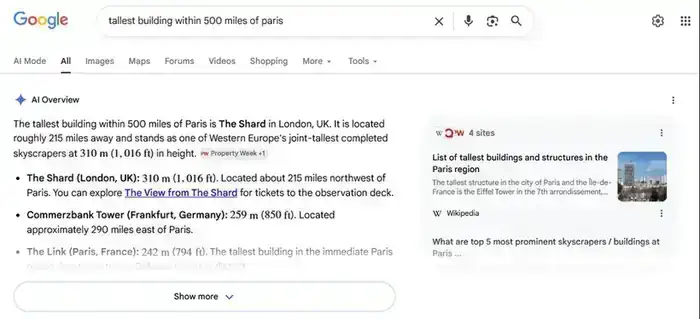 Google
tallest building within 500 miles of paris
AI Mode All Images Maps Forums Videos Shopping More Tools
AI Overview
The tallest building within 500 miles of Paris is The Shard in London, UK. It is located
roughly 215 miles away and stands as one of Western Europe's joint-tallest completed
skyscrapers at 310 m (1,016 ft) in height. PW Property Week +1
• The Shard (London, UK): 310 m (1,016 ft). Located about 215 miles northwest of
Paris. You can explore The View from The Shard for tickets to the observation deck.
• Commerzbank Tower (Frankfurt, Germany): 259 m (850 ft). Located
approximately 290 miles east of Paris.
• The Link (Paris, France): 242 m (794 ft). The tallest building in the immediate Paris
Show more
4 sites
List of tallest buildings and structures in the
Paris region
The tallest structure in the city of Paris and the Île-de-
France is the Eiffel Tower in the 7th arrondissement,...
W Wikipedia
What are top 5 most prominent skyscrapers / buildings at
Paris ...